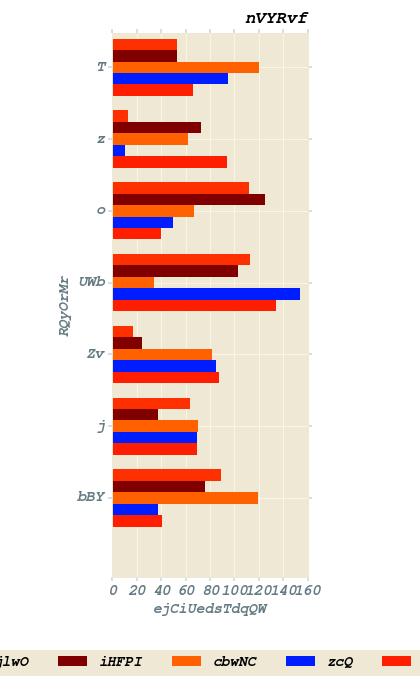 nVYRvf
T
z
o
UWb
Zv
j
bBY
RQyOrMr
0 20 40 60 80 100 120 140 160
ejCiUedsTdqQW
iHFPI cbwNC zcQ